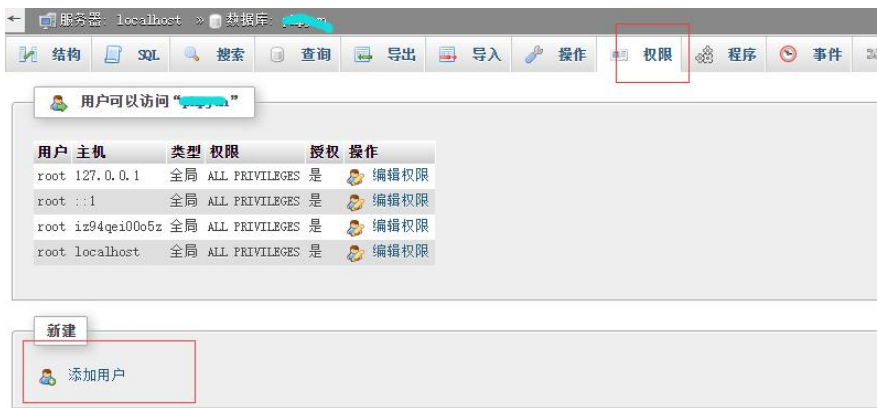 服务器: localhost » 数据库:
结构 SQL 搜索 查询 导出 导入 操作 权限 程序 事件
用户可以访问 “”
用户 主机 类型 权限 授权 操作
root 127.0.0.1 全局 ALL PRIVILEGES 是 编辑权限
root ::1 全局 ALL PRIVILEGES 是 编辑权限
root iz94qei00o5z 全局 ALL PRIVILEGES 是 编辑权限
root localhost 全局 ALL PRIVILEGES 是 编辑权限
新建
添加用户